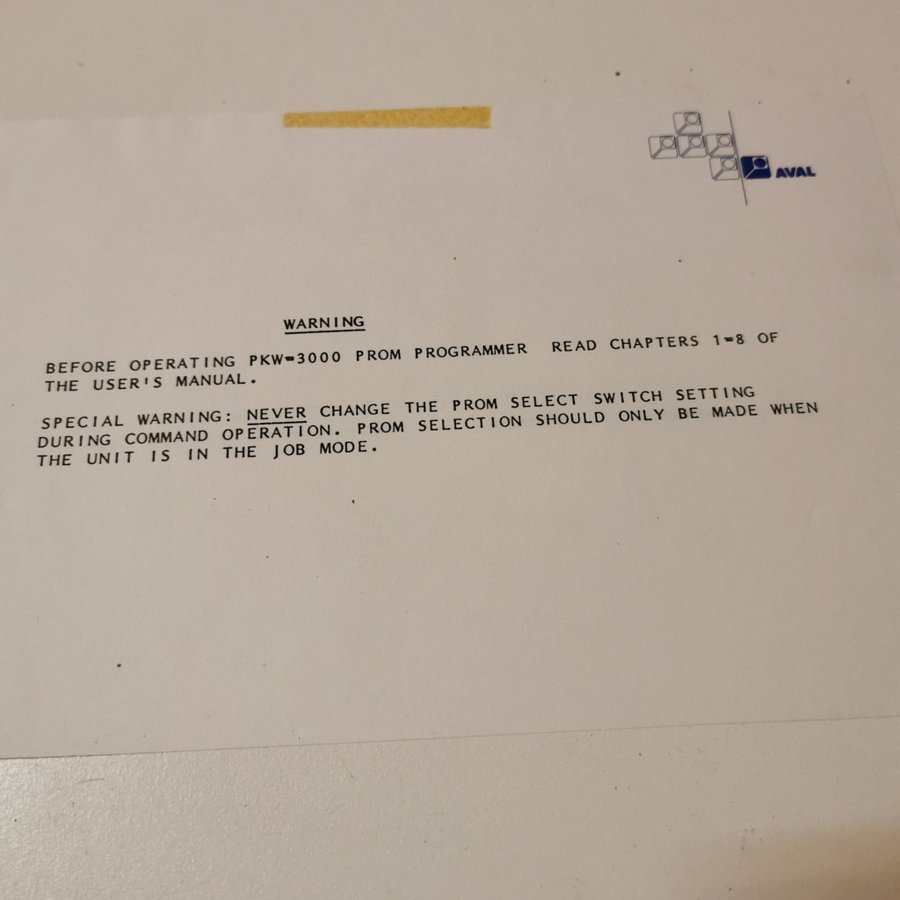 AVAL
WARNING
BEFORE OPERATING PKW-3000 PROM PROGRAMMER READ CHAPTERS 1-8 OF
THE USER'S MANUAL.
SPECIAL WARNING: NEVER CHANGE THE PROM SELECT SWITCH SETTING
DURING COMMAND OPERATION. PROM SELECTION SHOULD ONLY BE MADE WHEN
THE UNIT IS IN THE JOB MODE.